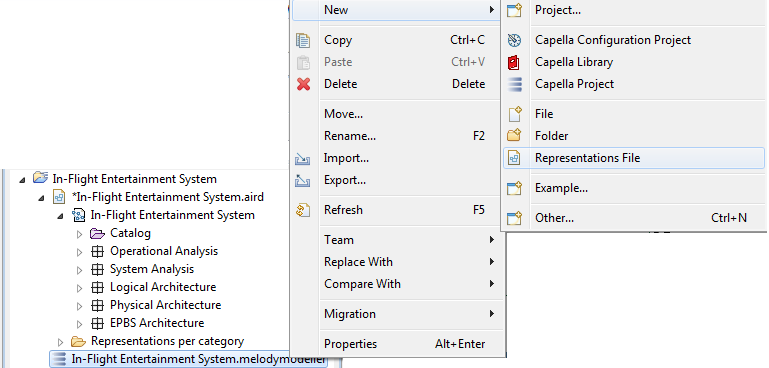 New
Copy Ctrl+C
Paste Ctrl+V
Delete Delete
Move...
Rename... F2
Import...
Export...
Refresh F5
Team
Replace With
Compare With
Migration
Properties Alt+Enter
Project...
Capella Configuration Project
Capella Library
Capella Project
File
Folder
Representations File
Example...
Other... Ctrl+N
In-Flight Entertainment System
*In-Flight Entertainment System.aird
In-Flight Entertainment System
Catalog
Operational Analysis
System Analysis
Logical Architecture
Physical Architecture
EPBS Architecture
Representations per category
In-Flight Entertainment System.melodymodeller